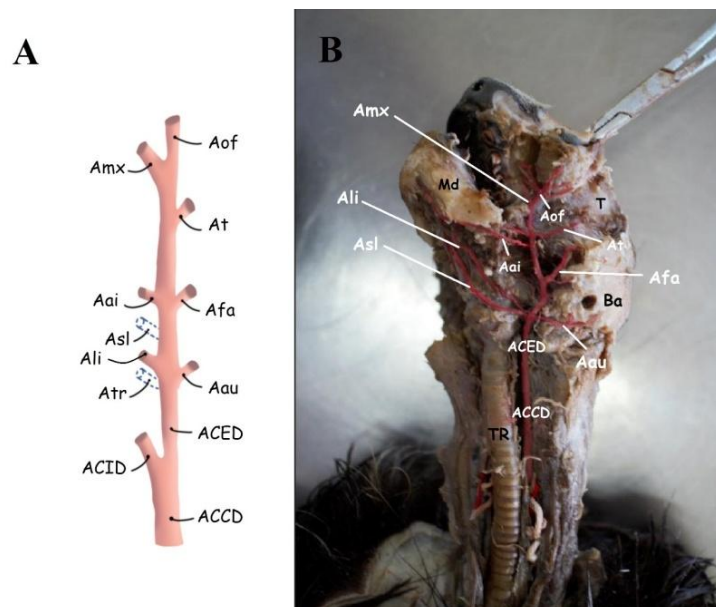 A
Aof
Amx
At
Aai
Afa
Asl
Ali
Atr
Aau
ACED
ACID
ACCD
B
Amx
Md
Ali
Aof
T
Asl
At
Aai
Afa
Ba
ACED
Aau
ACCD
TR